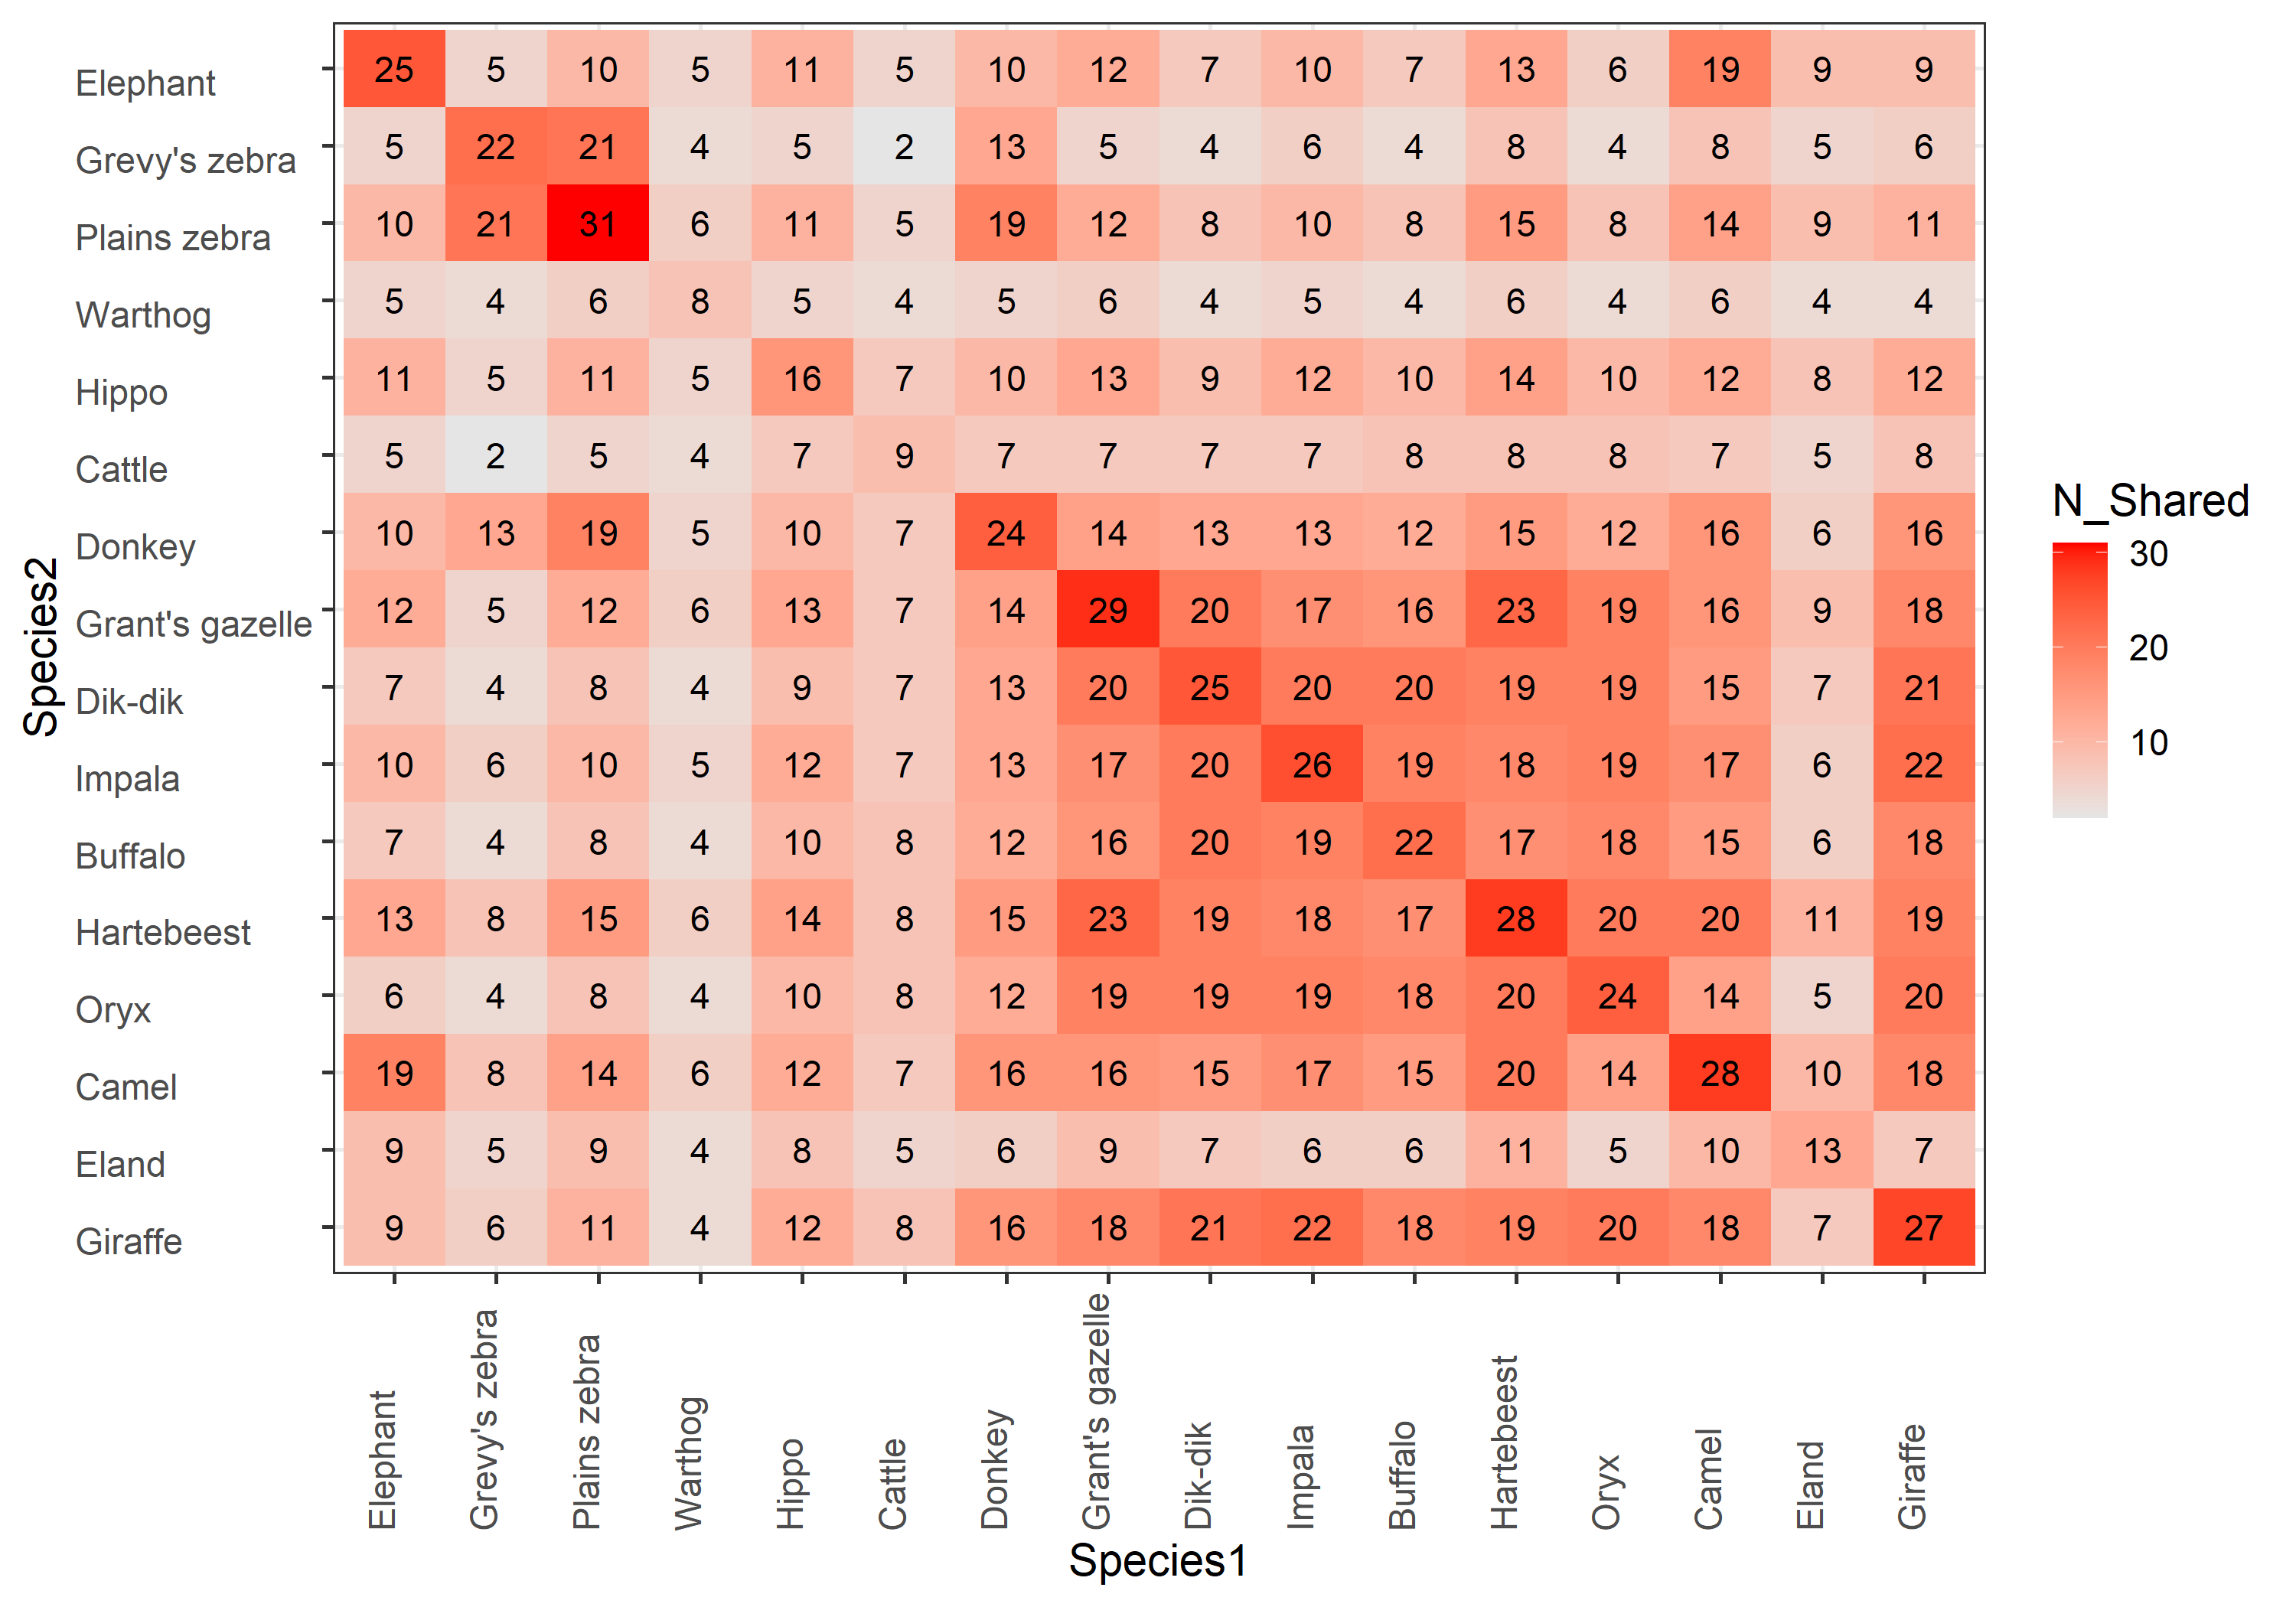 Elephant 25 5 10 5 11 5 10 12 7 10 7 13 6 19 9 9
Grevy's zebra 5 22 21 4 5 2 13 5 4 6 4 8 4 8 5 6
Plains zebra 10 21 31 6 11 5 19 12 8 10 8 15 8 14 9 11
Warthog 5 4 6 8 5 4 5 6 4 5 4 6 4 6 4 4
Hippo 11 5 11 5 16 7 10 13 9 12 10 14 10 12 8 12
Cattle 5 2 5 4 7 9 7 7 7 7 8 8 8 7 5 8
Donkey 10 13 19 5 10 7 24 14 13 13 12 15 12 16 6 16
Grant's gazelle 12 5 12 6 13 7 14 29 20 17 16 23 19 16 9 18
Dik-dik 7 4 8 4 9 7 13 20 25 20 20 19 19 15 7 21
Impala 10 6 10 5 12 7 13 17 20 26 19 18 19 17 6 22
Buffalo 7 4 8 4 10 8 12 16 20 19 22 17 18 15 6 18
Hartebeest 13 8 15 6 14 8 15 23 19 18 17 28 20 20 11 19
Oryx 6 4 8 4 10 8 12 19 19 19 18 20 24 14 5 20
Camel 19 8 14 6 12 7 16 16 15 17 15 20 14 28 10 18
Eland 9 5 9 4 8 5 6 9 7 6 6 11 5 10 13 7
Giraffe 9 6 11 4 12 8 16 18 21 22 18 19 20 18 7 27
Species2
Elephant
Grevy's zebra
Plains zebra
Warthog
Hippo
Cattle
Donkey
Grant's gazelle
Dik-dik
Impala
Buffalo
Hartebeest
Oryx
Camel
Eland
Giraffe
Species1
N_Shared
30
20
10